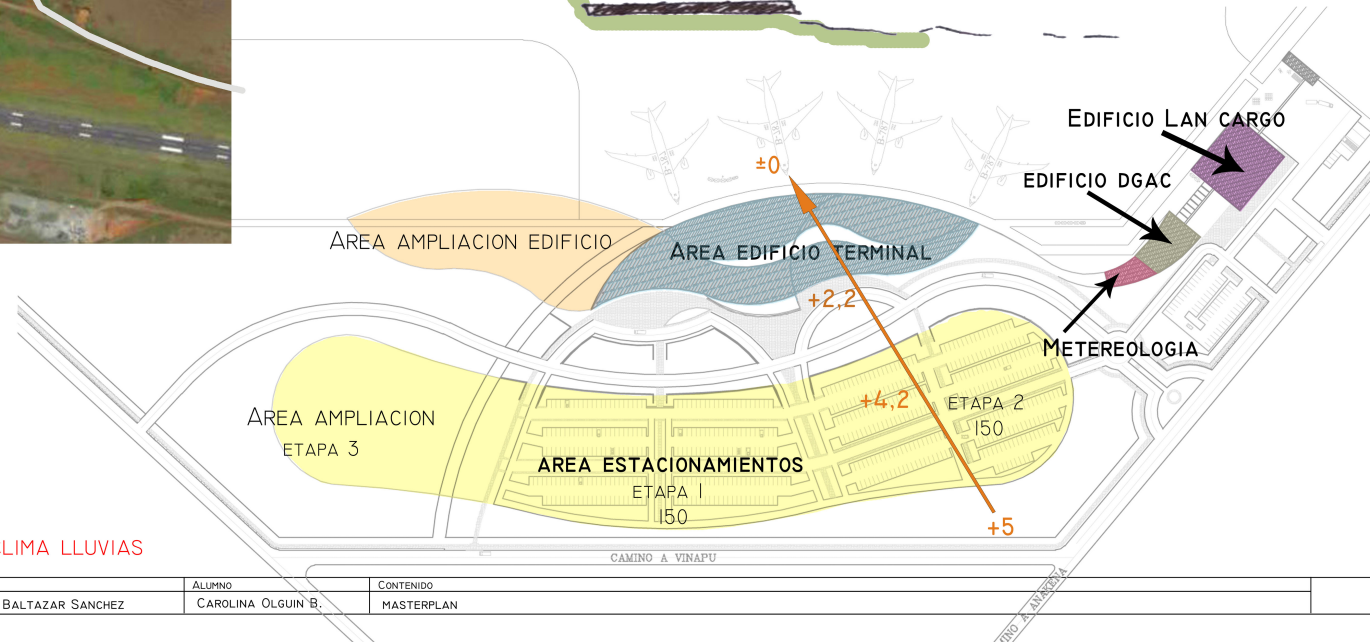 EDIFICIO LAN CARGO
±0
EDIFICIO DGAC
B-787
AREA AMPLIACION EDIFICIO
AREA EDIFICIO TERMINAL
+2,2
METEREOLOGIA
+4,2
ETAPA 2
150
AREA AMPLIACION
ETAPA 3
AREA ESTACIONAMIENTOS
ETAPA 1
150
+5
CLIMA LLUVIAS
CAMINO A VINAPU
ALUMNO
CONTENIDO
BALTAZAR SANCHEZ
CAROLINA OLGUIN B.
MASTERPLAN